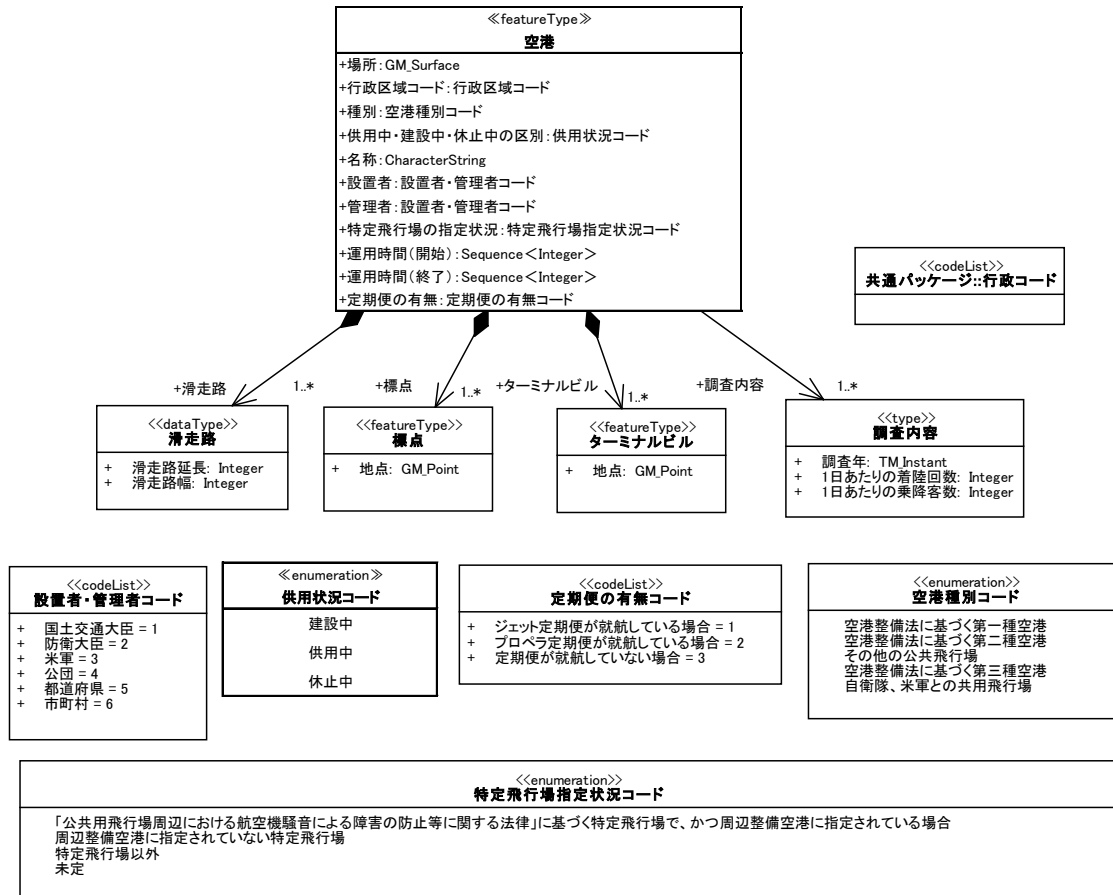 ≪featureType≫
空港
+場所:GM_Surface
+行政区域コード:行政区域コード
+種別:空港種別コード
+供用中・建設中・休止中の区別:供用状況コード
+名称:CharacterString
+設置者:設置者・管理者コード
+管理者:設置者・管理者コード
+特定飛行場の指定状況:特定飛行場指定状況コード
+運用時間(開始):Sequence<Integer>
+運用時間(終了):Sequence<Integer>
+定期便の有無:定期便の有無コード
<<codeList>>
共通パッケージ::行政コード
+滑走路
1..*
+標点
1..*
+ターミナルビル
1..*
+調査内容
1..*
<<dataType>>
滑走路
+ 滑走路延長: Integer
+ 滑走路幅: Integer
<<featureType>>
標点
+ 地点: GM_Point
<<featureType>>
ターミナルビル
+ 地点: GM_Point
<<type>>
調査内容
+ 調査年: TM_Instant
+ 1日あたりの着陸回数: Integer
+ 1日あたりの乗降客数: Integer
<<codeList>>
設置者・管理者コード
+ 国土交通大臣 = 1
+ 防衛大臣 = 2
+ 米軍 = 3
+ 公団 = 4
+ 都道府県 = 5
+ 市町村 = 6
≪enumeration≫
供用状況コード
建設中
供用中
休止中
<<codeList>>
定期便の有無コード
+ ジェット定期便が就航している場合 = 1
+ プロペラ定期便が就航している場合 = 2
+ 定期便が就航していない場合 = 3
<<enumeration>>
空港種別コード
空港整備法に基づく第一種空港
空港整備法に基づく第二種空港
その他の公共飛行場
空港整備法に基づく第三種空港
自衛隊、米軍との共用飛行場
<<enumeration>>
特定飛行場指定状況コード
「公共用飛行場周辺における航空機騒音による障害の防止等に関する法律」に基づく特定飛行場で、かつ周辺整備空港に指定されている場合
周辺整備空港に指定されていない特定飛行場
特定飛行場以外
未定